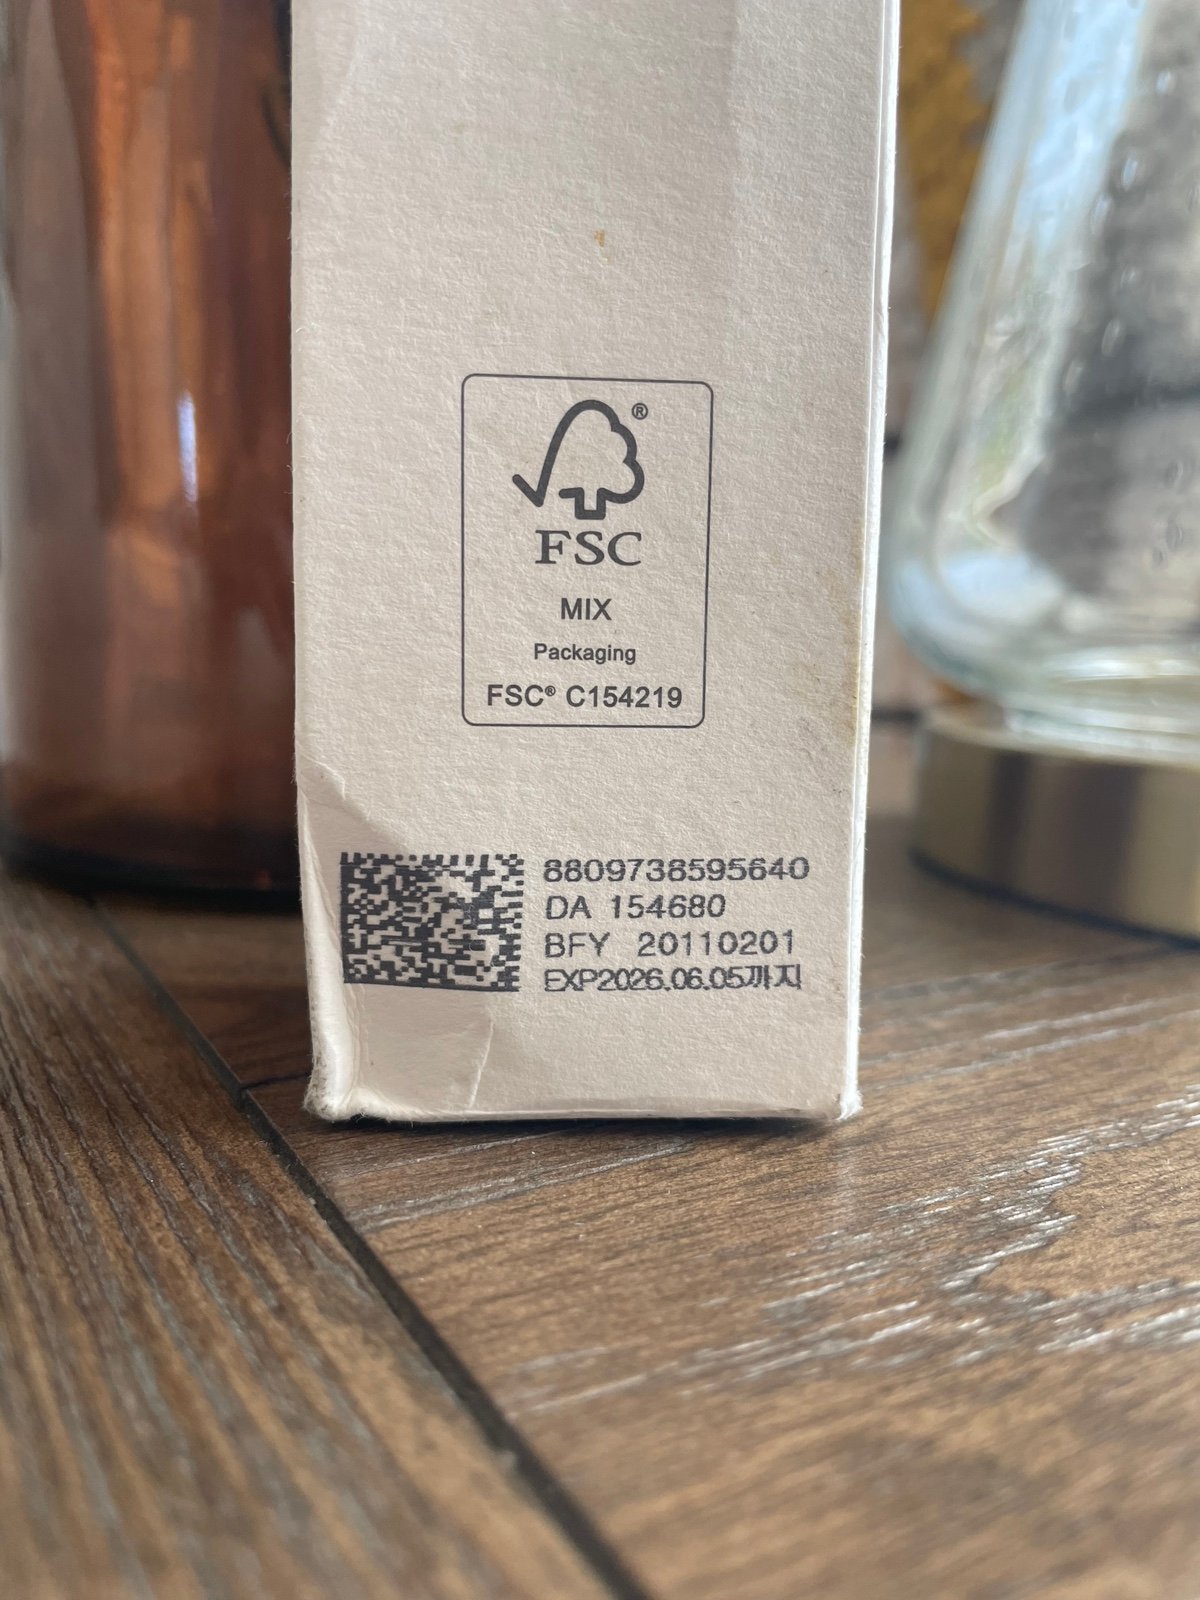 ®
FSC
MIX
Packaging
FSC® C154219
8809738595640
DA 154680
BFY 20110201
EXP2026.06.05까지